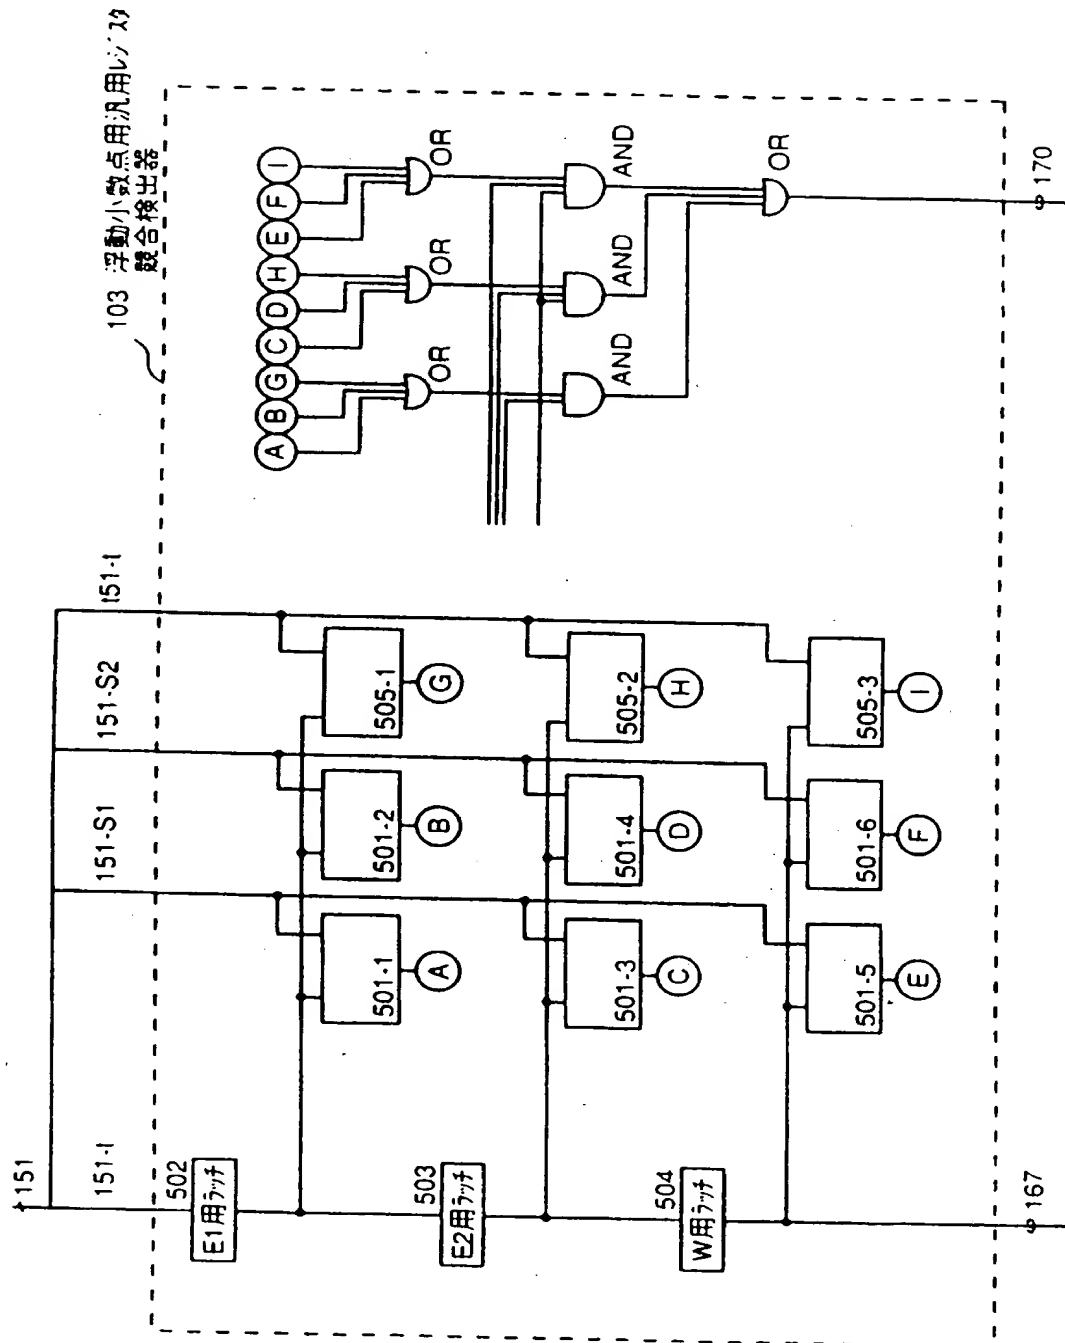 103 浮動小数点用汎用レジスタ
競合検出器
A B G C D H E F I
OR OR OR
AND AND AND
OR
170
151
151-t
151-S1
151-S2
t51-t
502
E1用ラッチ
503
E2用ラッチ
504
W用ラッチ
501-1
A
501-2
B
505-1
G
501-3
C
501-4
D
505-2
H
501-5
E
501-6
F
505-3
I
167